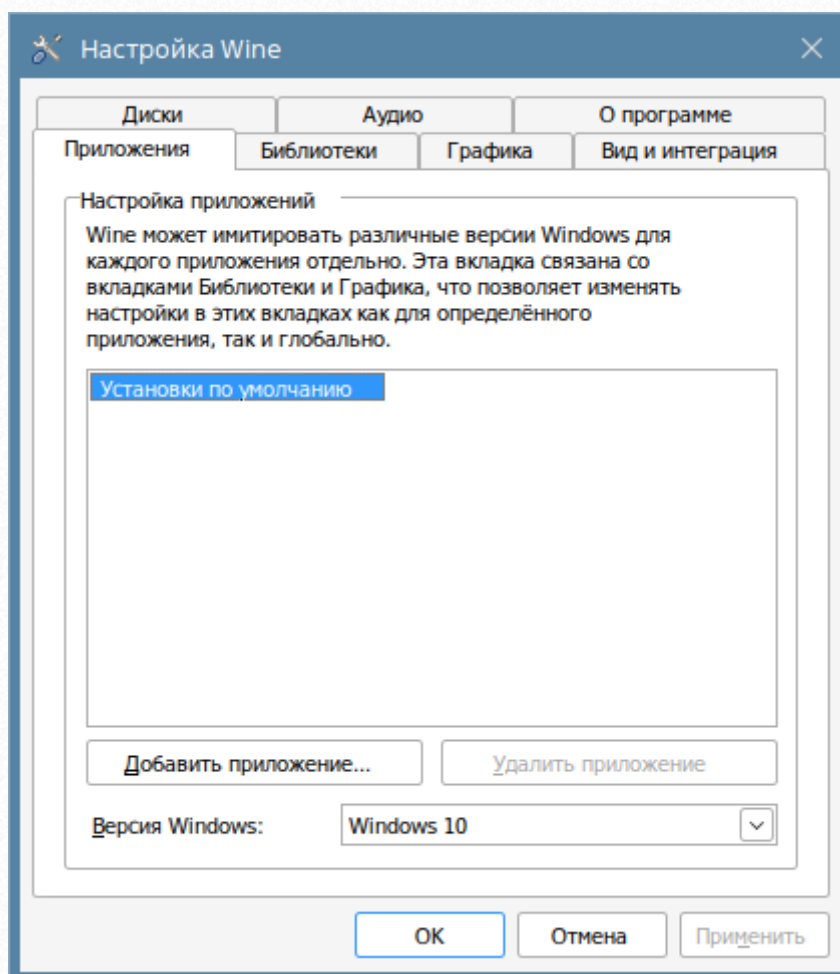 Настройка Wine
Диски Аудио О программе
Приложения Библиотеки Графика Вид и интеграция
Настройка приложений
Wine может имитировать различные версии Windows для
каждого приложения отдельно. Эта вкладка связана со
вкладками Библиотеки и Графика, что позволяет изменять
настройки в этих вкладках как для определённого
приложения, так и глобально.
Установки по умолчанию
Добавить приложение... Удалить приложение
Версия Windows: Windows 10
ОК Отмена Применить